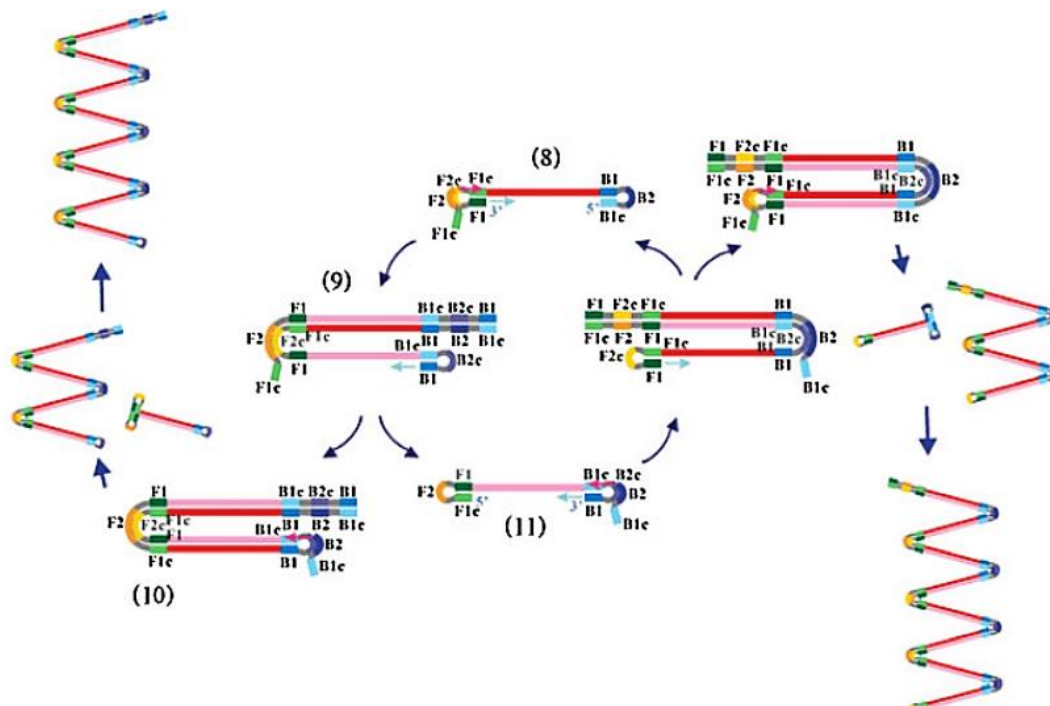 (8)
F2c F1c B1
F2 B2
F1 3' 5' B1c
F1c
F1 F2c F1c B1
B1c B2c B2
F1c F2 F1 F1c B1
F1 B1c
F1c
(9)
F1 B1c B2c B1
F2 F2c F1c B1 B2 B1c
B1c B2c
F1 B1
F1c
F1 F2c F1c B1
B1c B2c B2
F1c F2 F1 F1c B1
F2c
F1 B1c
(10)
F1 B1c B2c B1
F2 F2c F1c B1 B2 B1c
F1 B1c B2
F1c B1 B1c
(11)
F1 B1c B2c
F2 B2
F1c 5' 3' B1
B1c